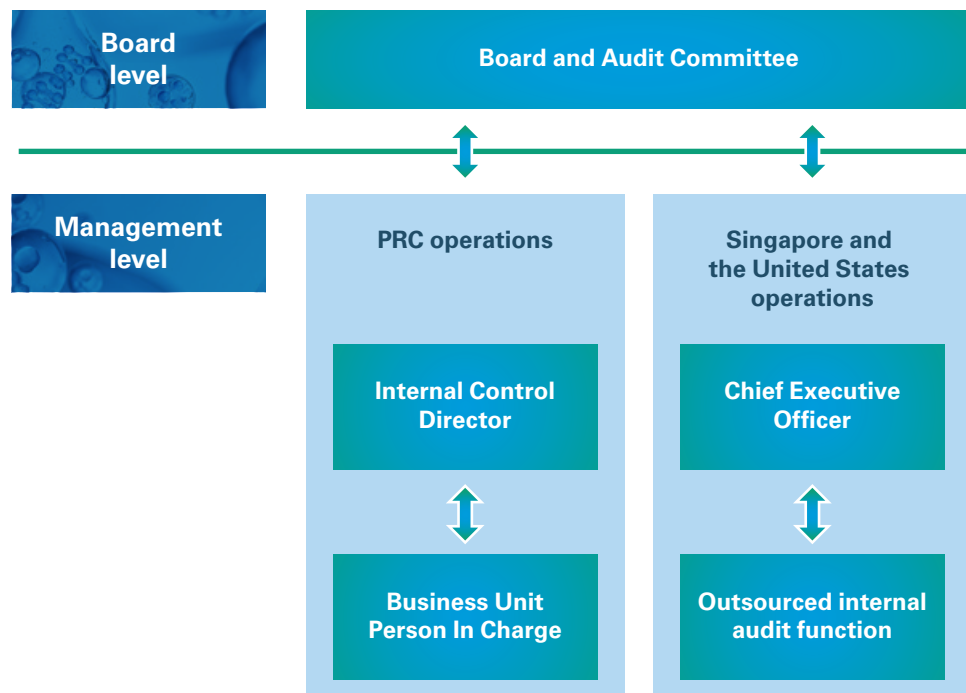 Board
level
Board and Audit Committee
Management
level
PRC operations
Singapore and
the United States
operations
Internal Control
Director
Chief Executive
Officer
Business Unit
Person In Charge
Outsourced internal
audit function